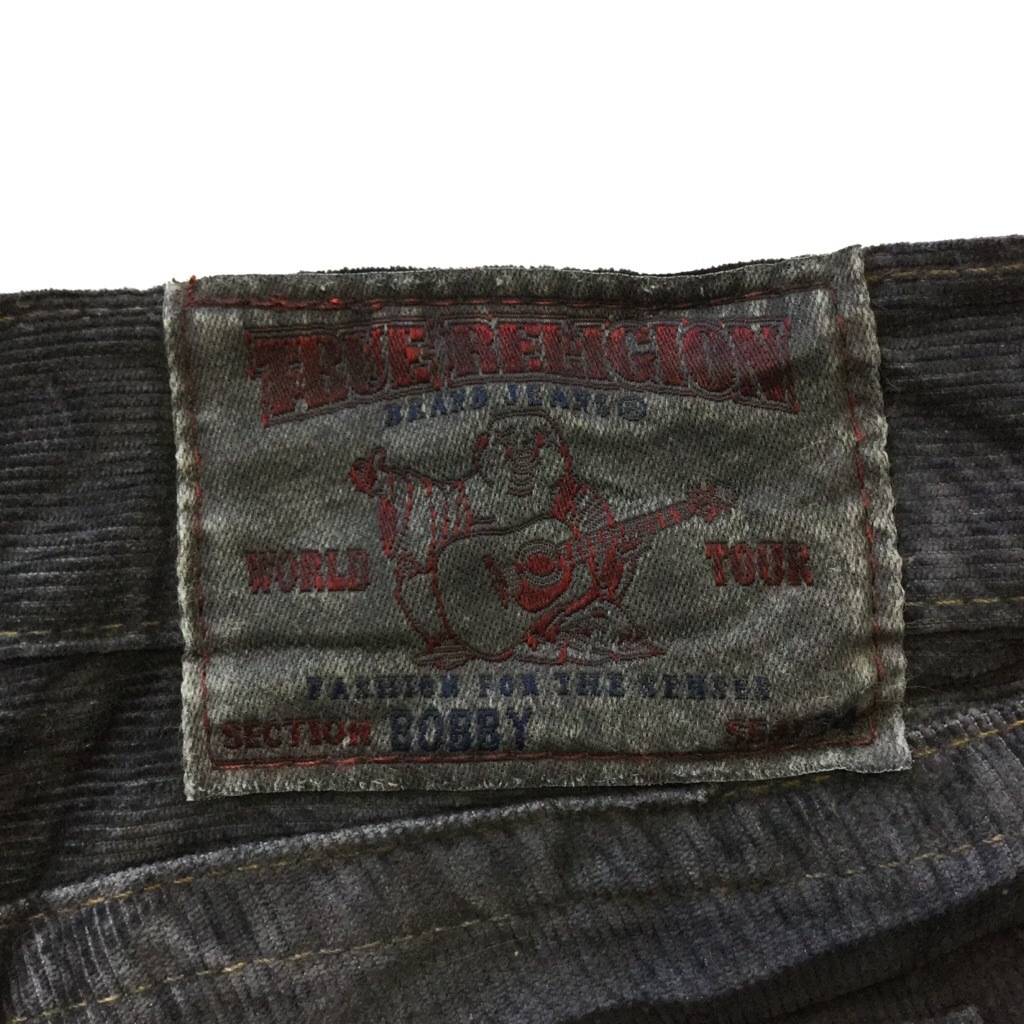 TRUE RELIGION
BRAND JEANS®
WORLD TOUR
FASHION FOR THE SENSES
SECTION BOBBY